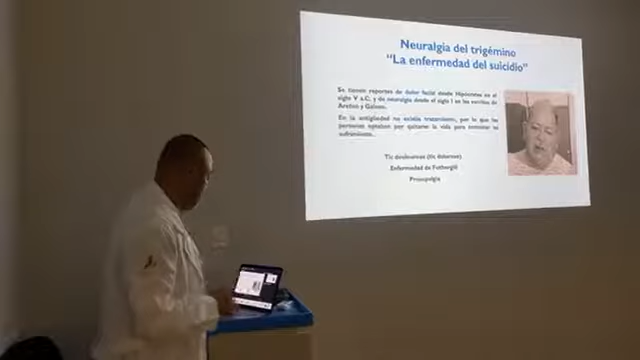 Neuralgia del trigémino
"La enfermedad del suicidio"
Se tienen reportes de dolor facial desde Hipócrates en el
siglo V a.C. y de neuralgia desde el siglo I en los escritos de
Areteo y Galeno.
En la antigüedad no existía tratamiento, por lo que las
personas optaban por quitarse la vida para terminar su
sufrimiento.
Tic douloureux (tic doloroso)
Enfermedad de Fothergill
Prosopalgia